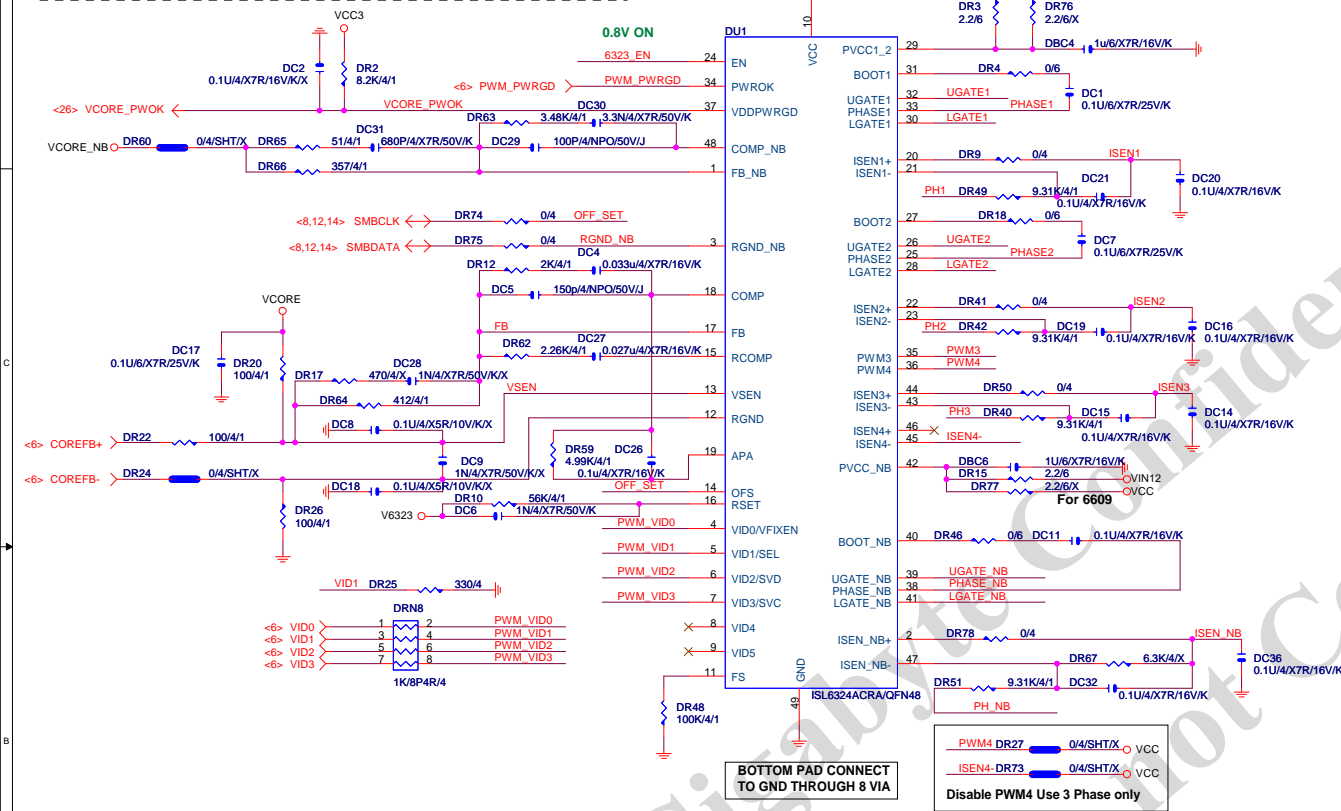 VCC3
DC2
0.1U/4/X7R/16V/K/X
DR2
8.2K/4/1
<26> VCORE_PWOK
VCORE_PWOK
0.8V ON
6323_EN
<6> PWM_PWRGD
PWM_PWRGD
DR63
3.48K/4/1
DC30
3.3N/4/X7R/50V/K
VCORE_NB
DR60
0/4/SHT/X
DR65
51/4/1
DC31
680P/4/X7R/50V/K
DC29
100P/4/NPO/50V/J
DR66
357/4/1
<8,12,14> SMBCLK
DR74
0/4
OFF_SET
<8,12,14> SMBDATA
DR75
0/4
RGND_NB
DR12
2K/4/1
DC4
0.033u/4/X7R/16V/K
DC5
150p/4/NPO/50V/J
VCORE
FB
DC17
0.1U6/X7R/25V/K
DR20
100/4/1
DR62
2.26K/4/1
DC27
0.027u/4/X7R/16V/K
DR17
470/4/X
DC28
1N/4/X7R/50V/K/X
DR64
412/4/1
VSEN
DC8
0.1U/4/X5R/10V/K/X
<6> COREFB+
DR22
100/4/1
<6> COREFB-
DR24
0/4/SHT/X
DC9
1N/4/X7R/50V/K/X
DC18
0.1U/4/X5R/10V/K/X
DR59
4.99K/4/1
DC26
0.1u/4/X7R/16V/K
DR26
100/4/1
OFF_SET
DR10
56K/4/1
V6323
DC6
1N/4/X7R/50V/K
PWM_VID0
PWM_VID1
PWM_VID2
PWM_VID3
VID1
DR25
330/4
DRN8
<6> VID0
1
2
PWM_VID0
<6> VID1
3
4
PWM_VID1
<6> VID2
5
6
PWM_VID2
<6> VID3
7
8
PWM_VID3
1K/8P4R/4
DR48
100K/4/1
DU1
10
VCC
24
EN
34
PWROK
37
VDDPWRGD
48
COMP_NB
1
FB_NB
3
RGND_NB
18
COMP
17
FB
15
RCOMP
13
VSEN
12
RGND
19
APA
14
OFS
16
RSET
4
VID0/VFIXEN
5
VID1/SEL
6
VID2/SVD
7
VID3/SVC
8
VID4
9
VID5
11
FS
GND
49
ISL6324ACRA/QFN48
PVCC1_2
29
BOOT1
31
UGATE1
32
PHASE1
33
LGATE1
30
ISEN1+
20
ISEN1-
21
BOOT2
27
UGATE2
26
PHASE2
25
LGATE2
28
ISEN2+
22
ISEN2-
23
PWM3
35
PWM4
36
ISEN3+
44
ISEN3-
43
ISEN4+
46
ISEN4-
45
PVCC_NB
42
BOOT_NB
40
UGATE_NB
39
PHASE_NB
38
LGATE_NB
41
ISEN_NB+
2
ISEN_NB-
47
DR3
2.2/6
DR76
2.2/6/X
DBC4
1u/6/X7R/16V/K
DR4
0/6
DC1
0.1U/6/X7R/25V/K
UGATE1
PHASE1
LGATE1
DR9
0/4
ISEN1
DC20
0.1U/4/X7R/16V/K
PH1
DR49
9.31K/4/1
DC21
0.1U/4/X7R/16V/K
DR18
0/6
DC7
0.1U/6/X7R/25V/K
UGATE2
PHASE2
LGATE2
DR41
0/4
ISEN2
DC16
0.1U/4/X7R/16V/K
PH2
DR42
9.31K/4/1
DC19
0.1U/4/X7R/16V/K
PWM3
PWM4
DR50
0/4
ISEN3
DC14
0.1U/4/X7R/16V/K
PH3
DR40
9.31K/4/1
DC15
0.1U/4/X7R/16V/K
ISEN4-
DBC6
1U/6/X7R/16V/K
DR15
2.2/6
VIN12
DR77
2.2/6/X
VCC
For 6609
DR46
0/6
DC11
0.1U/4/X7R/16V/K
UGATE_NB
PHASE_NB
LGATE_NB
DR78
0/4
ISEN_NB
DR67
6.3K/4/X
DC36
0.1U/4/X7R/16V/K
DR51
9.31K/4/1
DC32
0.1U/4/X7R/16V/K
PH_NB
PWM4
DR27
0/4/SHT/X
VCC
ISEN4-
DR73
0/4/SHT/X
VCC
Disable PWM4 Use 3 Phase only
BOTTOM PAD CONNECT
TO GND THROUGH 8 VIA
C
B
Gigabyte Confiden
not Co